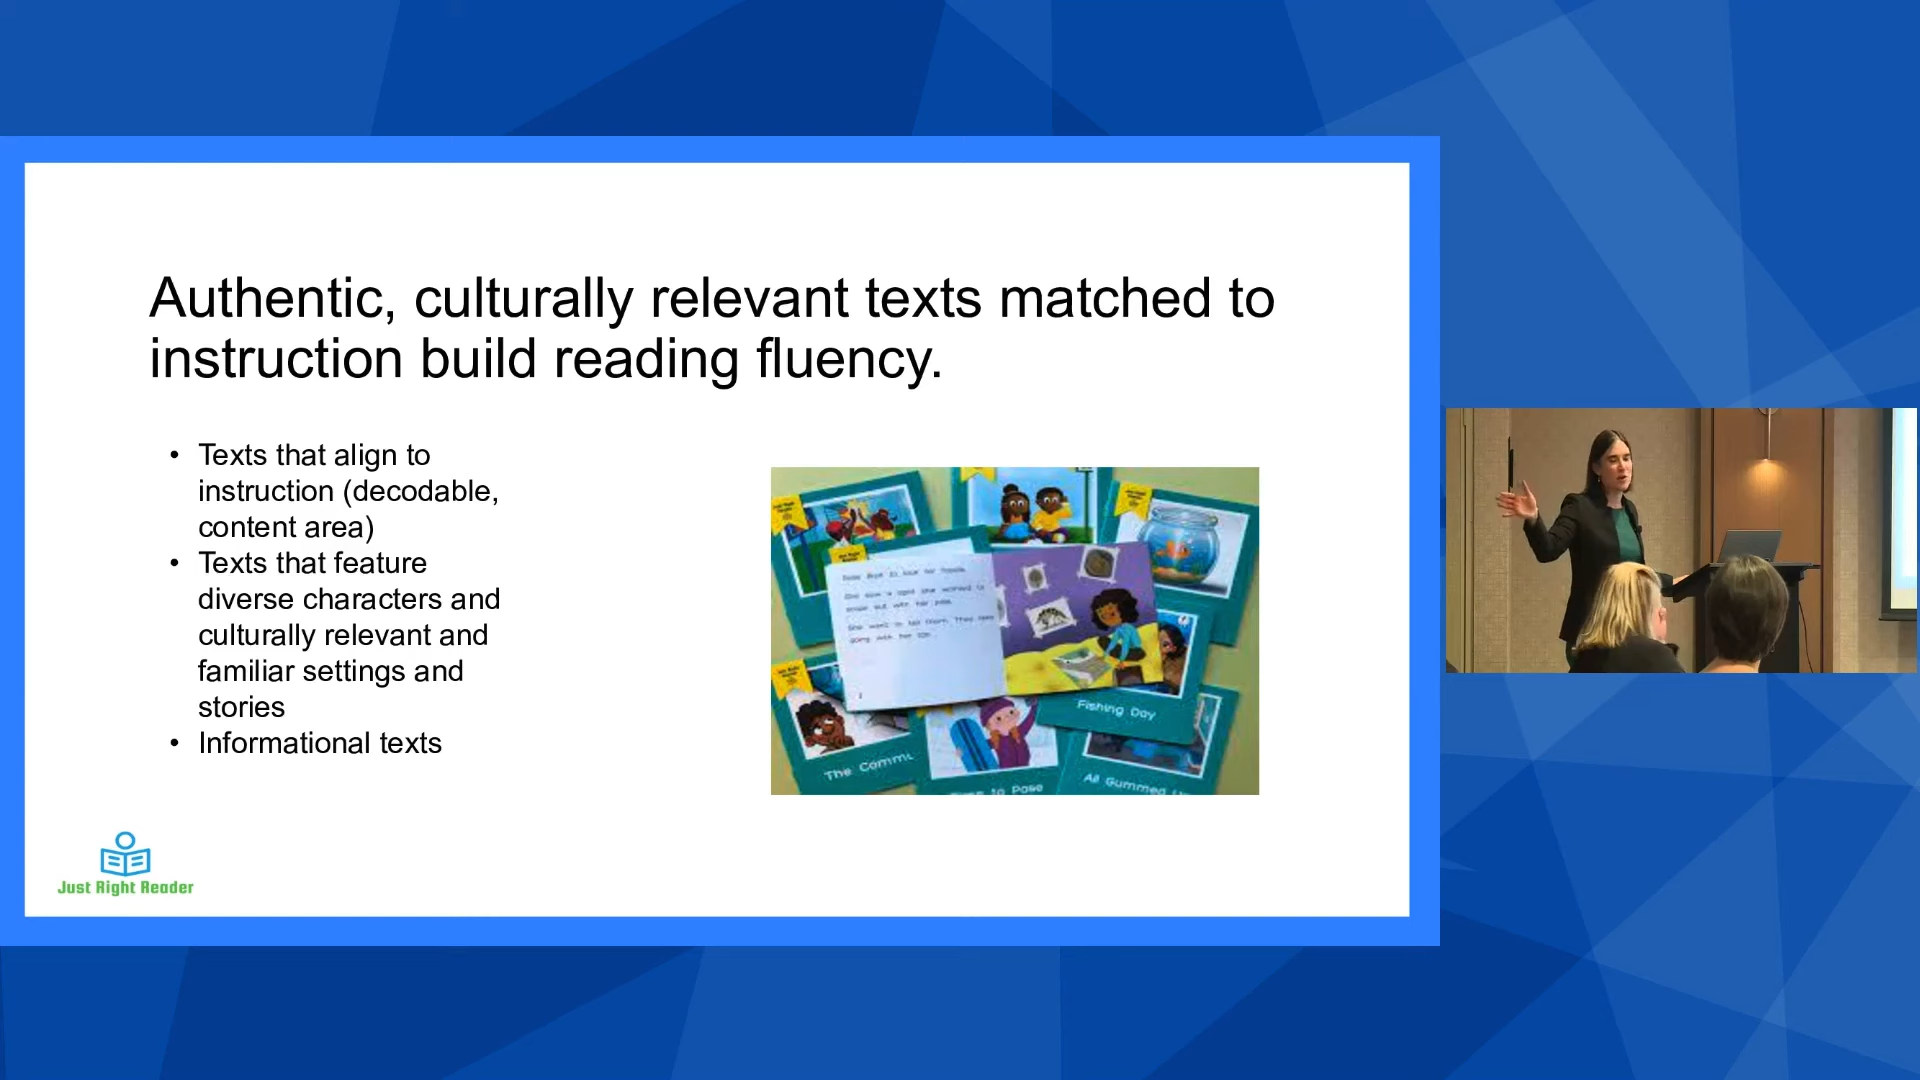 Authentic, culturally relevant texts matched to
instruction build reading fluency.
• Texts that align to
instruction (decodable,
content area)
• Texts that feature
diverse characters and
culturally relevant and
familiar settings and
stories
• Informational texts
Fishing Day
The
to Pose
All Gummed
Just Right Reader